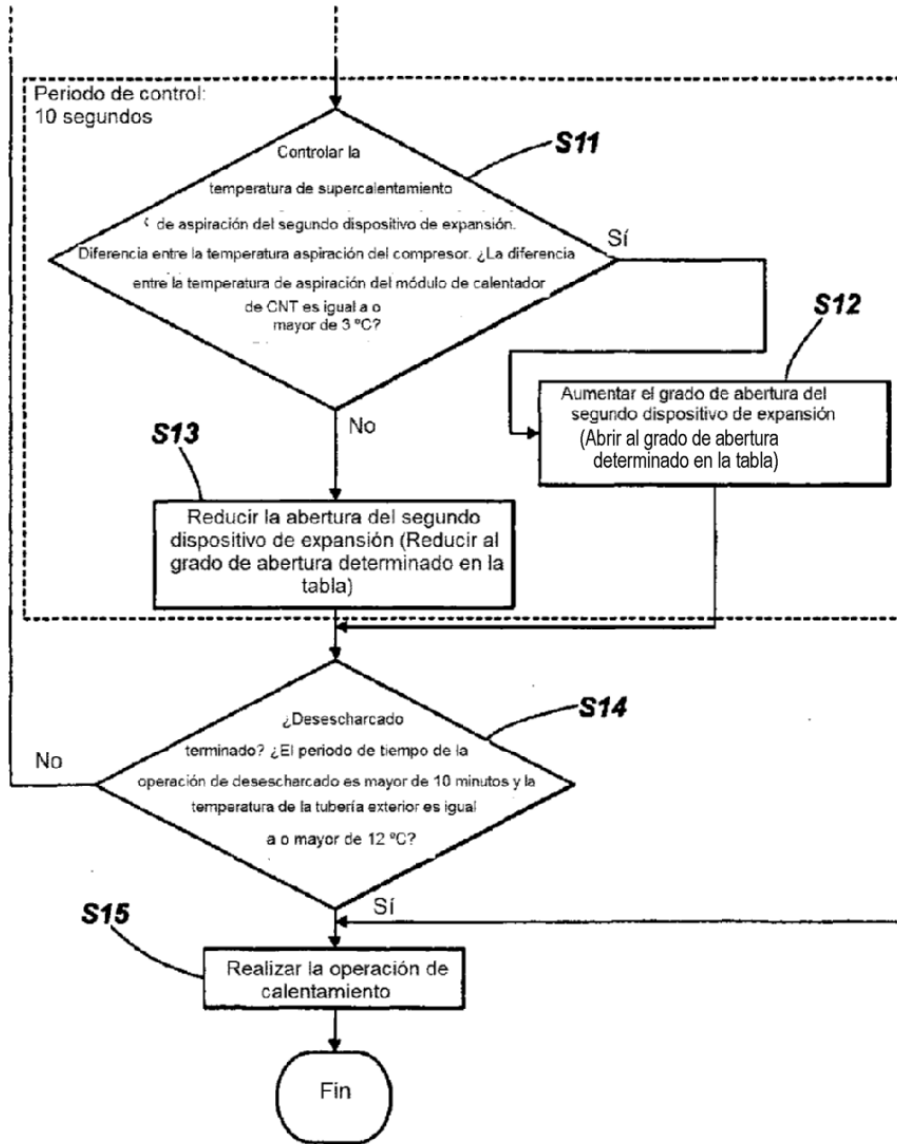 Periodo de control:
10 segundos
S11
Controlar la
temperatura de supercalentamiento
de aspiración del segundo dispositivo de expansión.
Diferencia entre la temperatura aspiración del compresor. ¿La diferencia
entre la temperatura de aspiración del módulo de calentador
de CNT es igual a o
mayor de 3 ºC?
Sí
S12
Aumentar el grado de abertura del
segundo dispositivo de expansión
(Abrir al grado de abertura
determinado en la tabla)
No
S13
Reducir la abertura del segundo
dispositivo de expansión (Reducir al
grado de abertura determinado en la
tabla)
S14
¿Desescharcado
terminado? ¿El periodo de tiempo de la
operación de desescharcado es mayor de 10 minutos y la
temperatura de la tubería exterior es igual
a o mayor de 12 ºC?
No
Sí
S15
Realizar la operación de
calentamiento
Fin